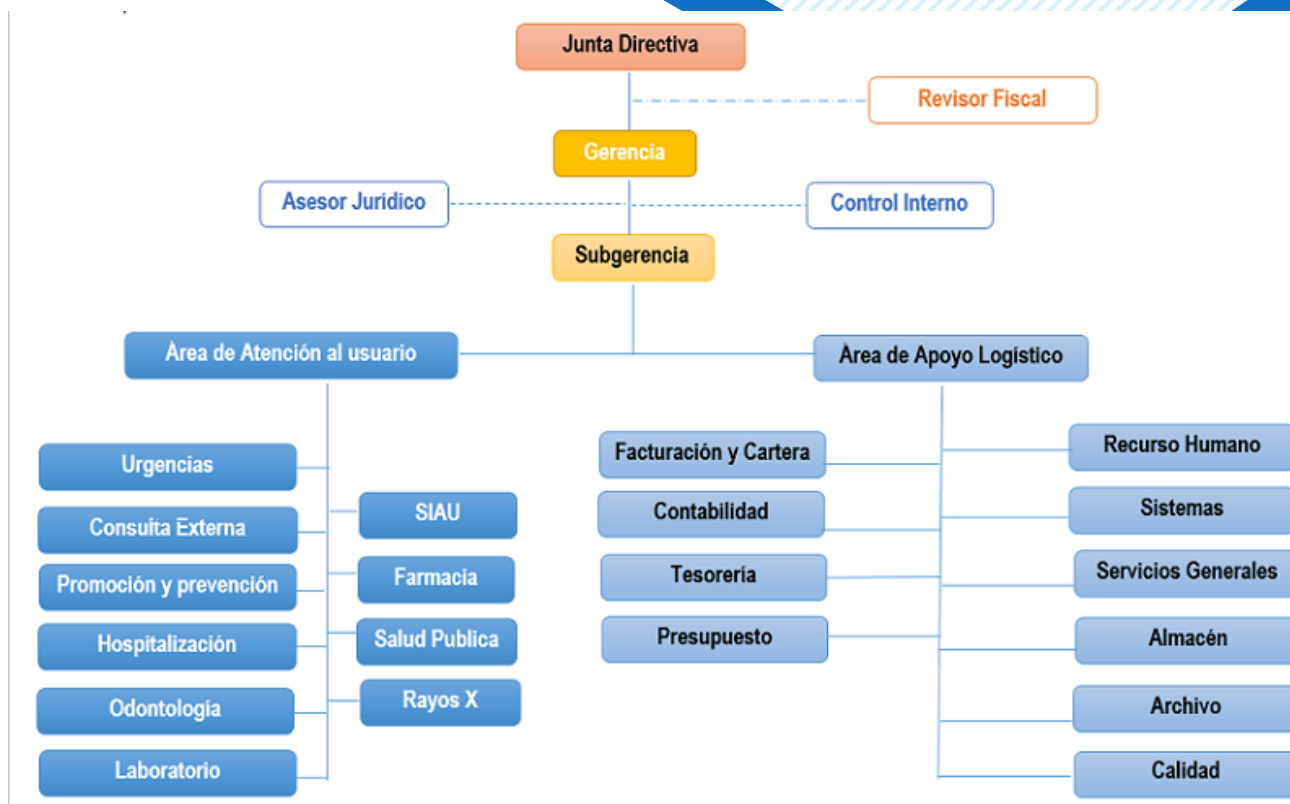 Junta Directiva
Revisor Fiscal
Gerencia
Asesor Jurídico
Control Interno
Subgerencia
Área de Atención al usuario
Área de Apoyo Logístico
Urgencias
Consulta Externa
Promoción y prevención
Hospitalización
Odontología
Laboratorio
SIAU
Farmacia
Salud Publica
Rayos X
Facturación y Cartera
Contabilidad
Tesorería
Presupuesto
Recurso Humano
Sistemas
Servicios Generales
Almacén
Archivo
Calidad